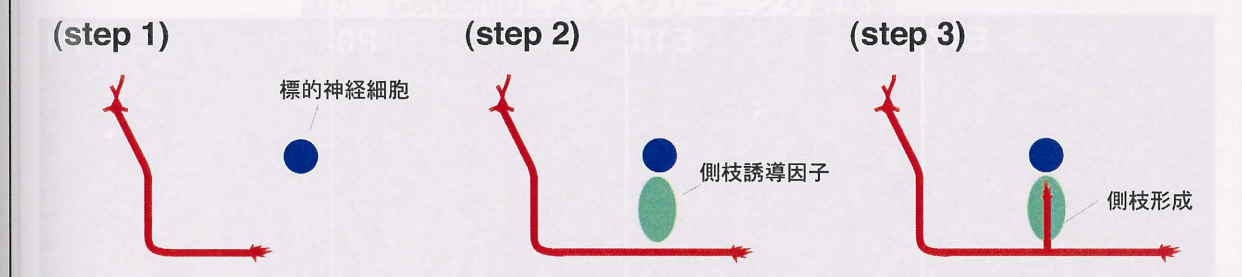 (step 1)
(step 2)
(step 3)
標的神経細胞
側枝誘導因子
側枝形成